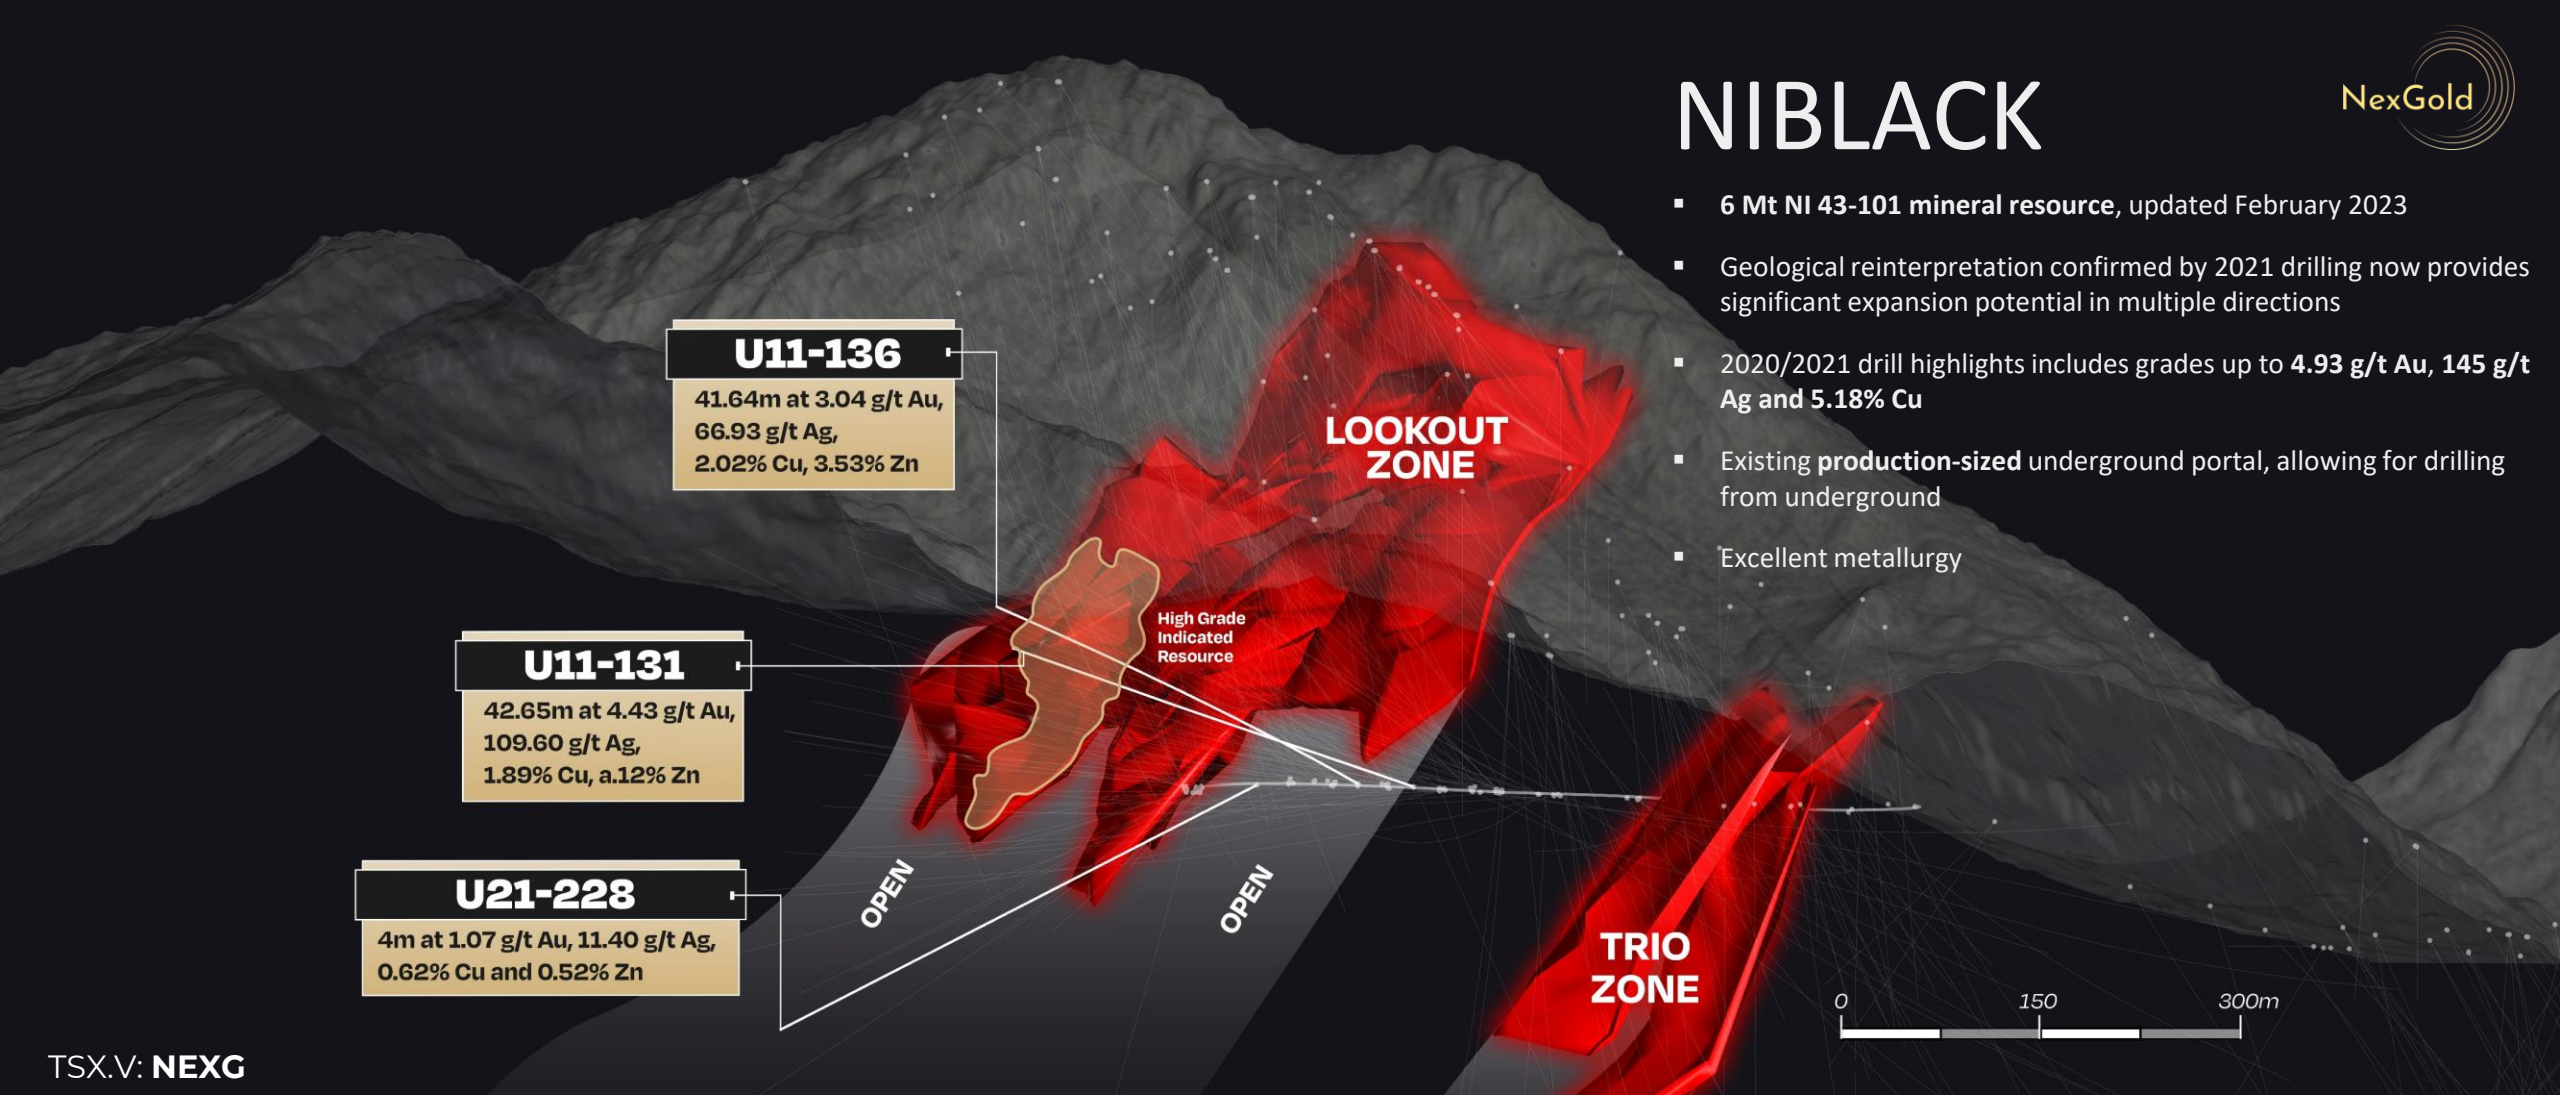 NIBLACK
NexGold
▪ 6 Mt NI 43-101 mineral resource, updated February 2023
▪ Geological reinterpretation confirmed by 2021 drilling now provides
significant expansion potential in multiple directions
▪ 2020/2021 drill highlights includes grades up to 4.93 g/t Au, 145 g/t
Ag and 5.18% Cu
▪ Existing production-sized underground portal, allowing for drilling
from underground
▪ Excellent metallurgy
U11-136
41.64m at 3.04 g/t Au,
66.93 g/t Ag,
2.02% Cu, 3.53% Zn
LOOKOUT
ZONE
High Grade
Indicated
Resource
U11-131
42.65m at 4.43 g/t Au,
109.60 g/t Ag,
1.89% Cu, a.12% Zn
U21-228
4m at 1.07 g/t Au, 11.40 g/t Ag,
0.62% Cu and 0.52% Zn
OPEN
OPEN
TRIO
ZONE
0 150 300m
TSX.V: NEXG